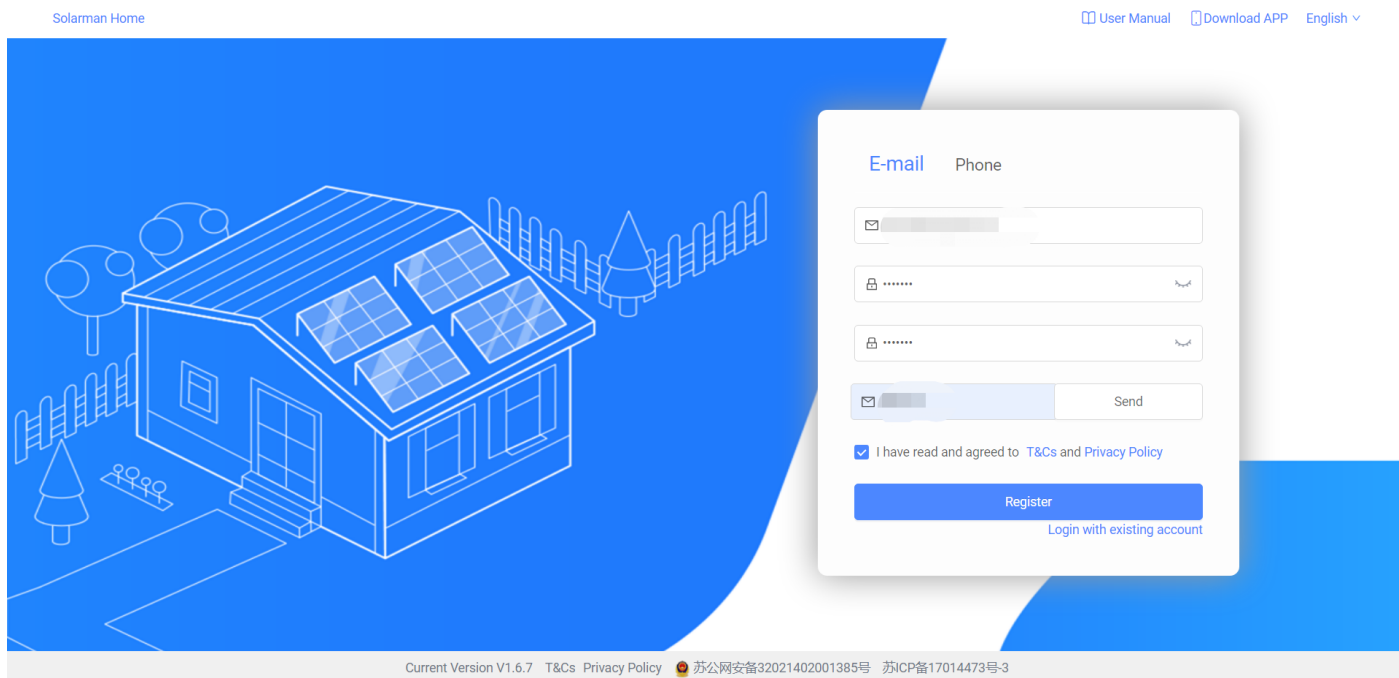 Solarman Home User Manual Download APP English
E-mail Phone
•••••••
•••••••
Send
I have read and agreed to T&Cs and Privacy Policy
Register
Login with existing account
Current Version V1.6.7 T&Cs Privacy Policy 苏公网安备32021402001385号 苏ICP备17014473号-3